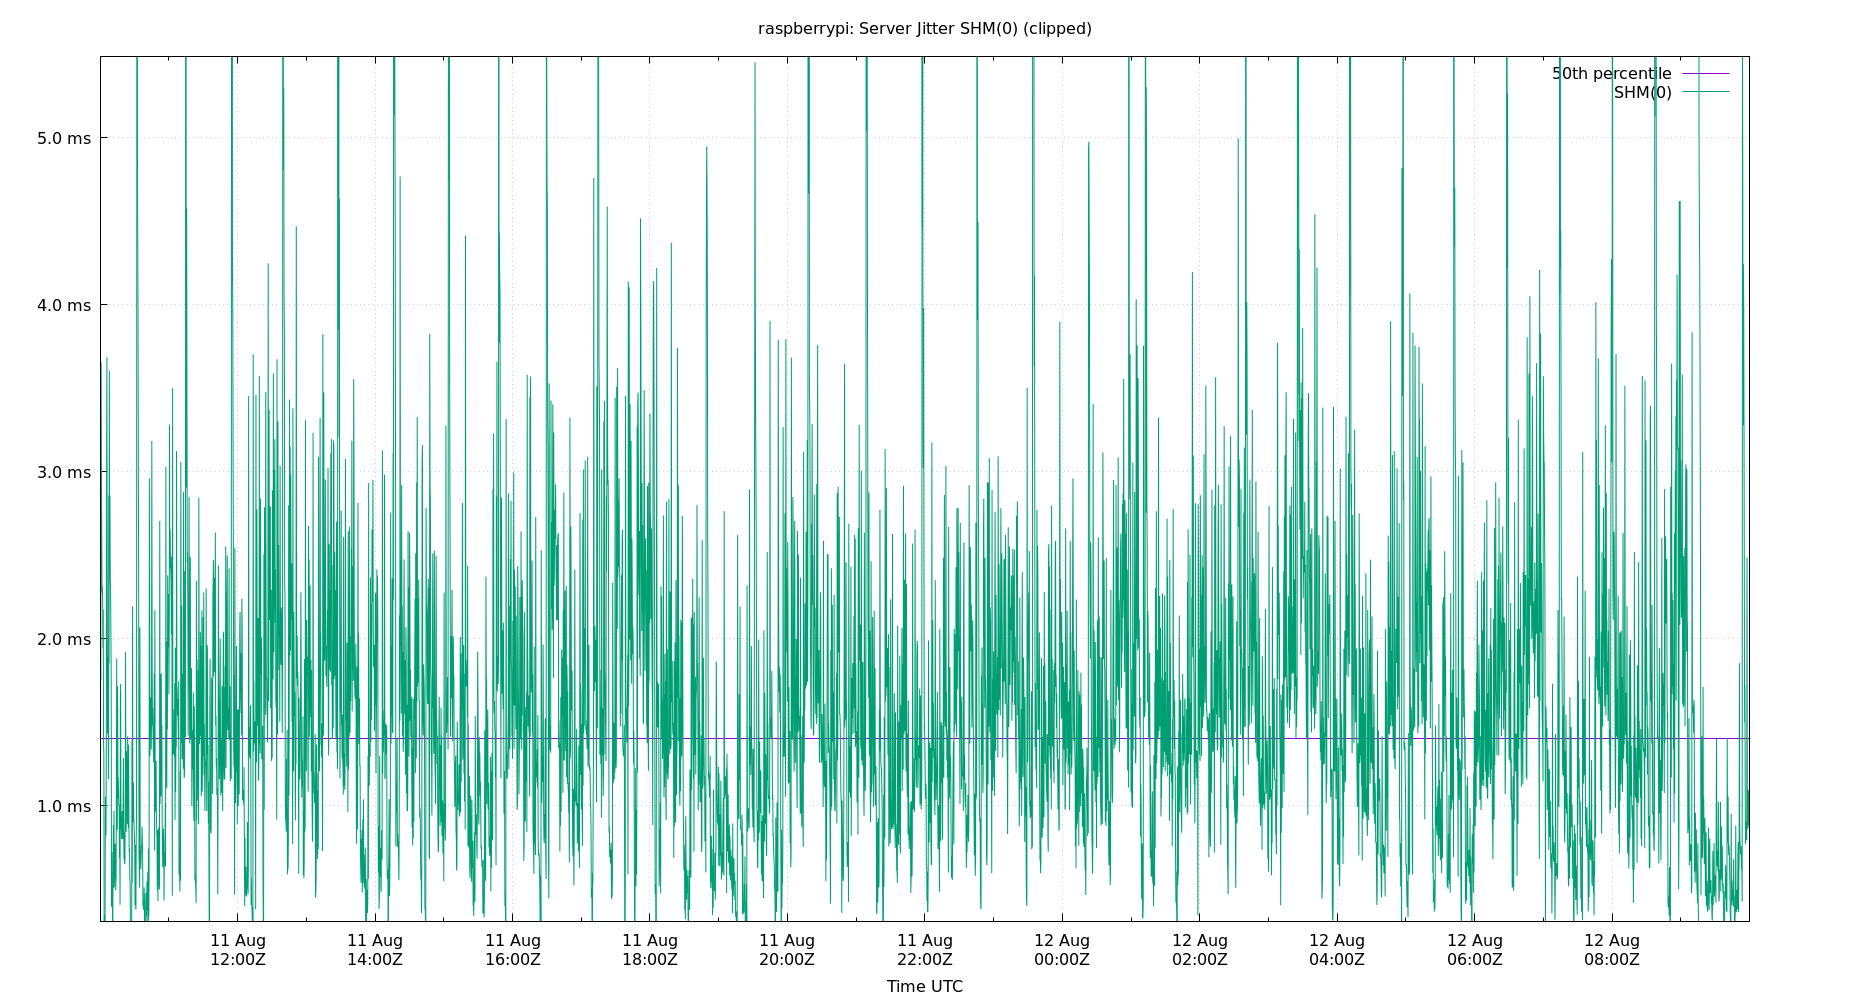 raspberrypi: Server Jitter SHM(0) (clipped)
50th percentile
SHM(0)
5.0 ms
4.0 ms
3.0 ms
2.0 ms
1.0 ms
11 Aug 11 Aug 11 Aug 11 Aug 11 Aug 11 Aug 12 Aug 12 Aug 12 Aug 12 Aug 12 Aug
12:00Z 14:00Z 16:00Z 18:00Z 20:00Z 22:00Z 00:00Z 02:00Z 04:00Z 06:00Z 08:00Z
Time UTC